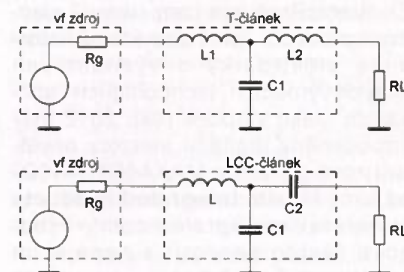 vf zdroj T-článek
Rg L1 L2
C1 RL
vf zdroj LCC-článek
Rg C2
C1 RL